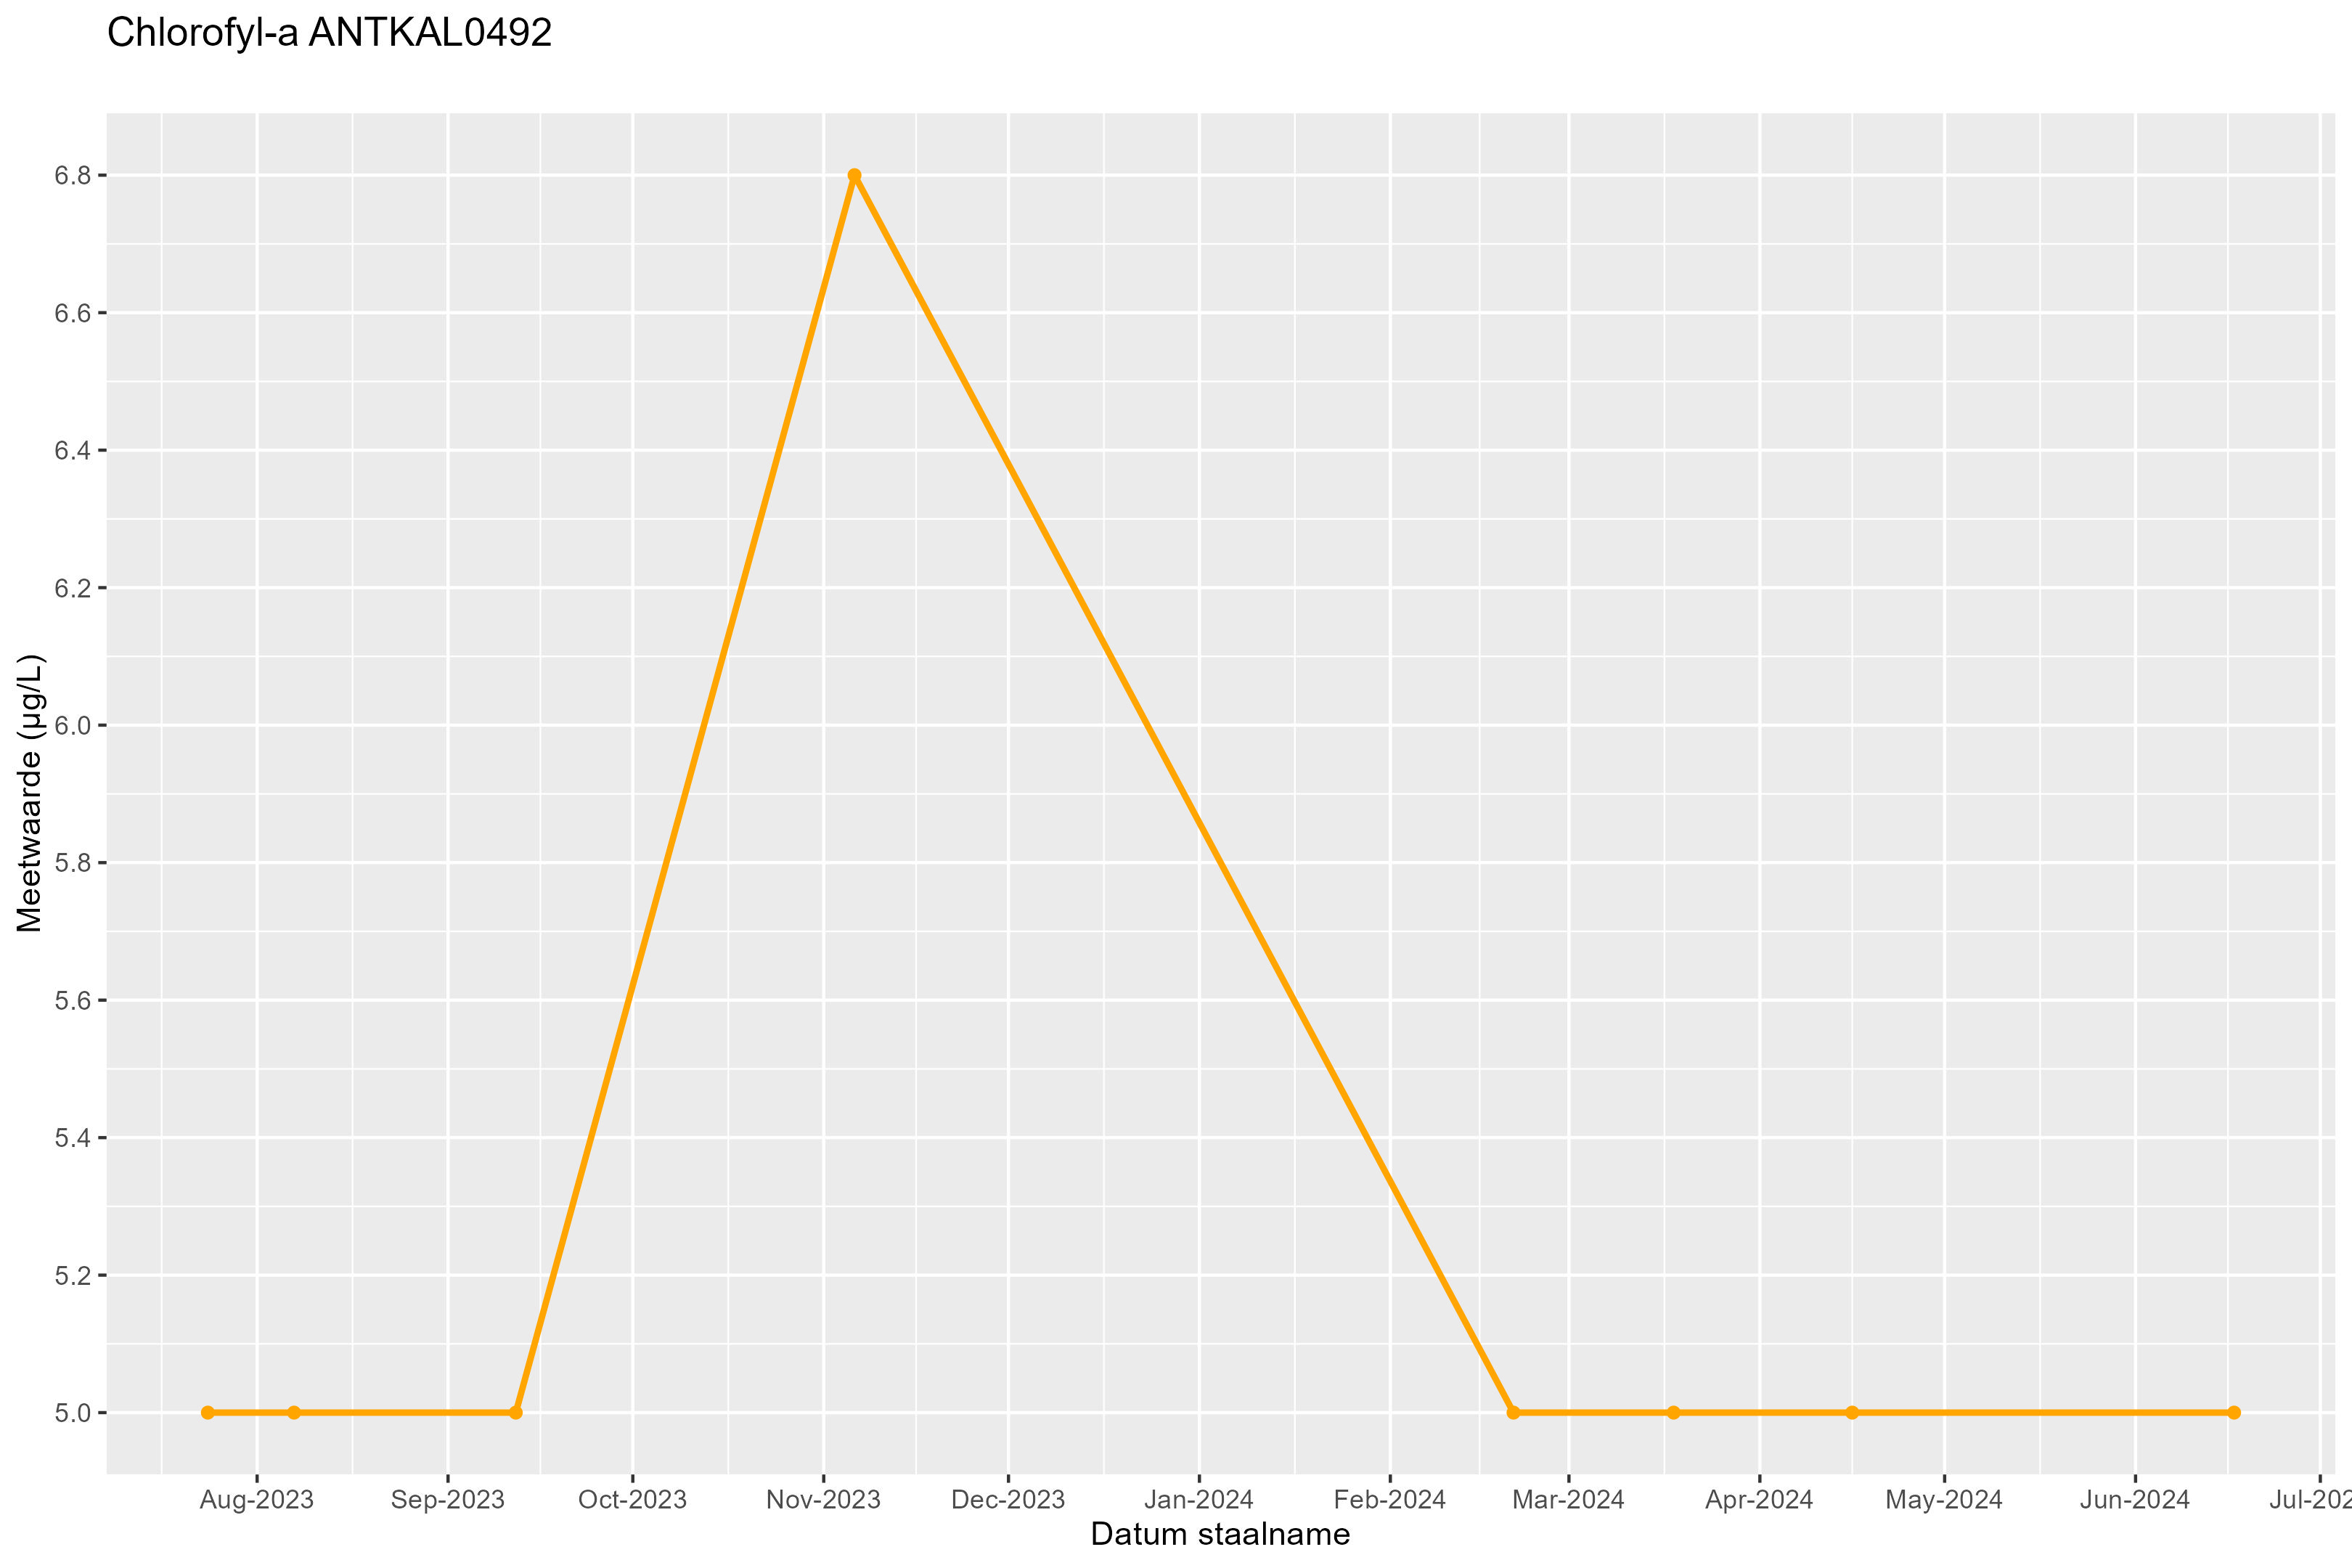 Chlorofyl-a ANTKAL0492
Meetwaarde (µg/L)
6.8
6.6
6.4
6.2
6.0
5.8
5.6
5.4
5.2
5.0
Aug-2023 Sep-2023 Oct-2023 Nov-2023 Dec-2023 Jan-2024 Feb-2024 Mar-2024 Apr-2024 May-2024 Jun-2024 Jul-202
Datum staalname